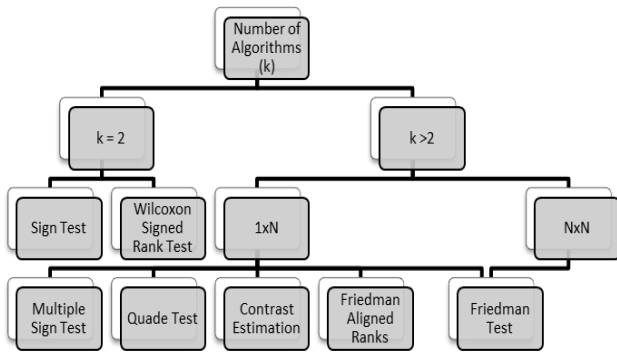 Number of
Algorithms
(k)
k = 2
k >2
Sign Test
Wilcoxon
Signed
Rank Test
1xN
NxN
Multiple
Sign Test
Quade Test
Contrast
Estimation
Friedman
Aligned
Ranks
Friedman
Test